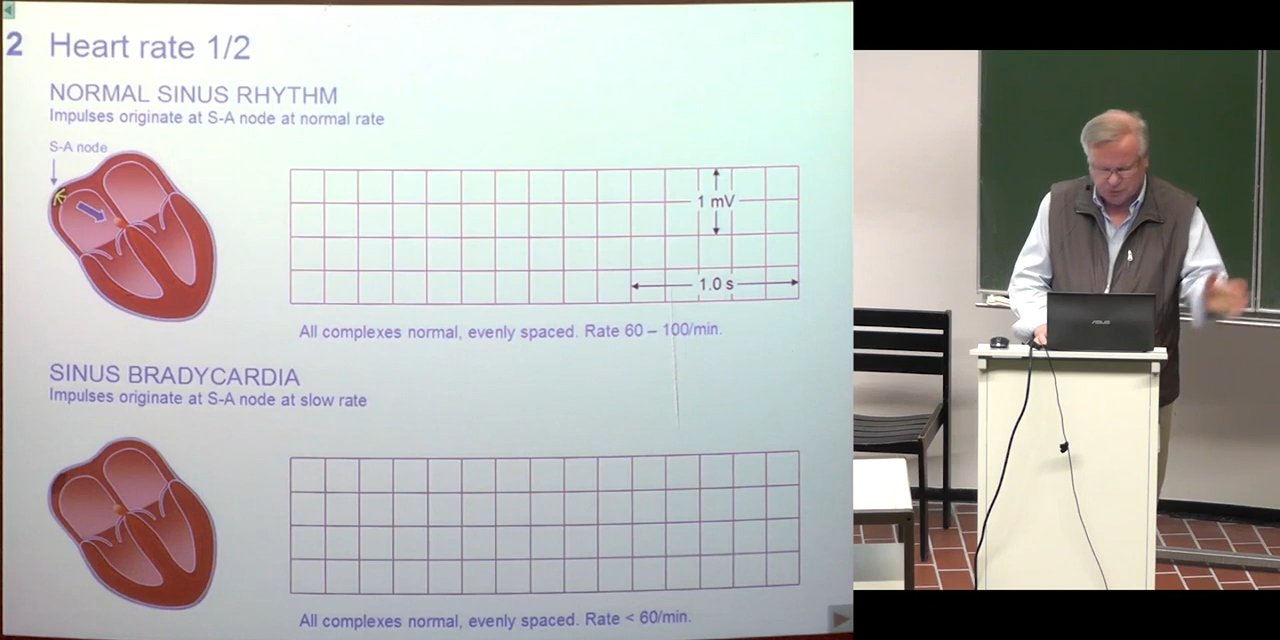 2 Heart rate 1/2
NORMAL SINUS RHYTHM
Impulses originate at S-A node at normal rate
S-A node
1 mV
1.0 s
All complexes normal, evenly spaced. Rate 60 – 100/min.
SINUS BRADYCARDIA
Impulses originate at S-A node at slow rate
All complexes normal, evenly spaced. Rate < 60/min.
ASUS